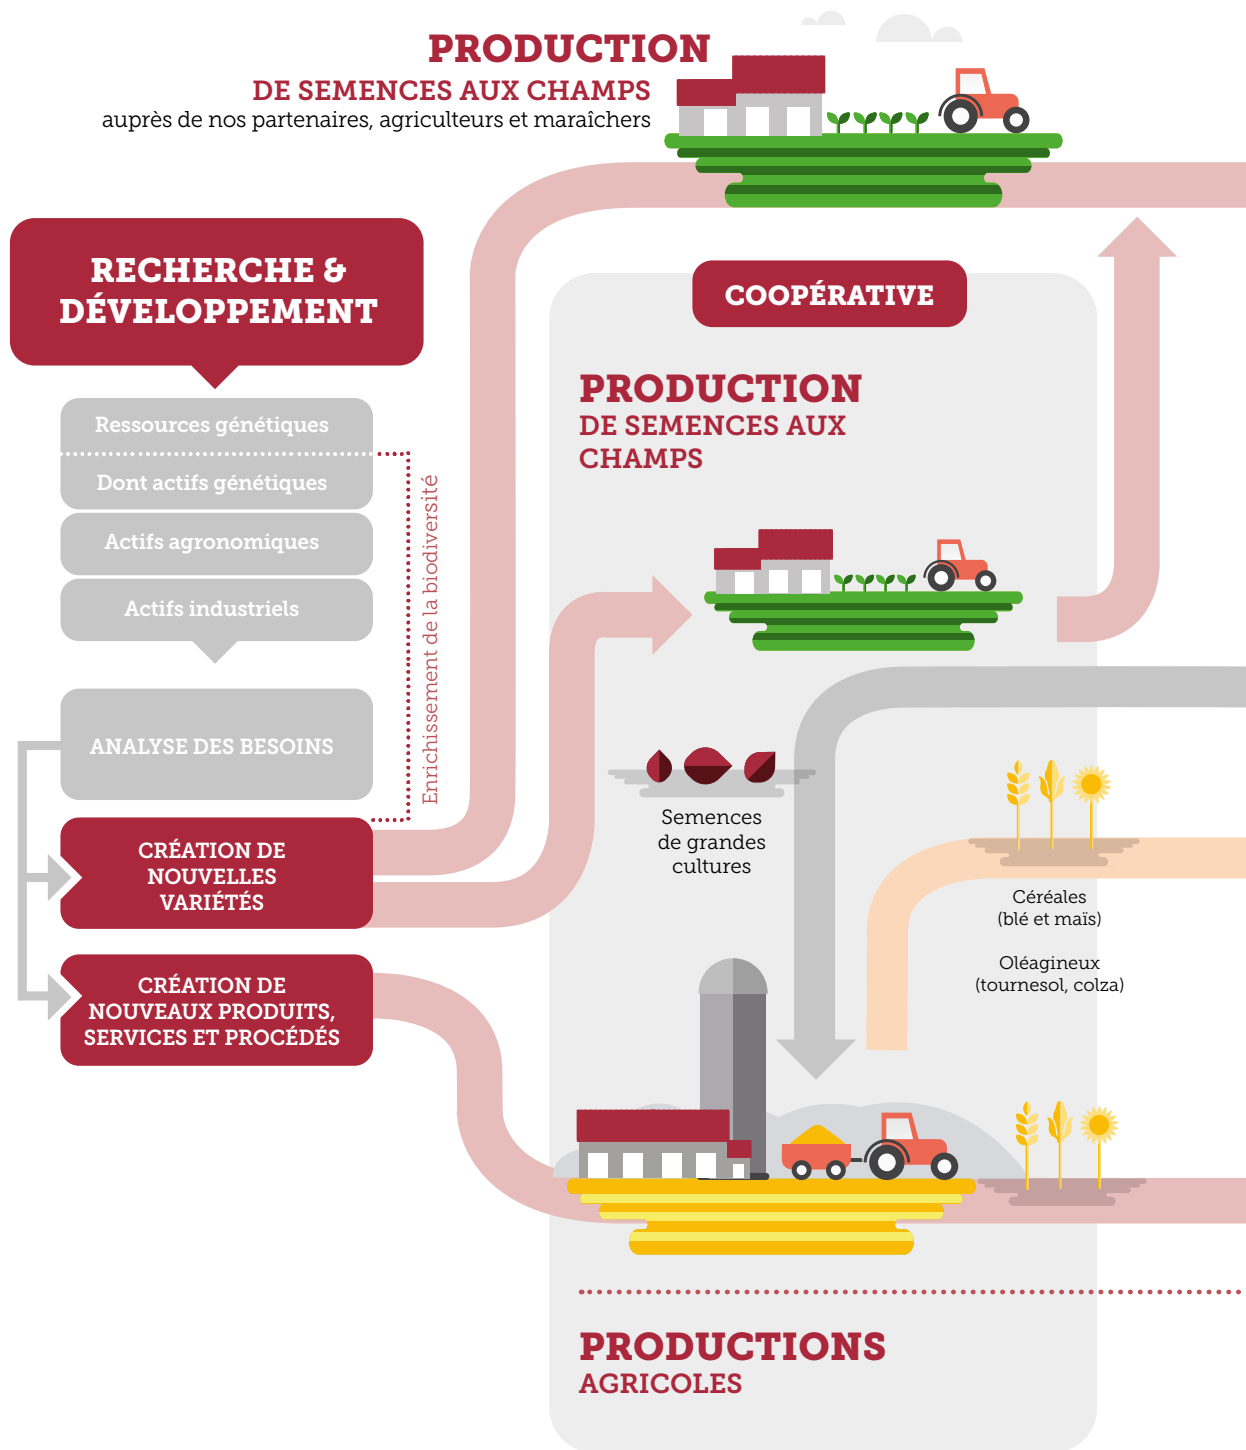 PRODUCTION
DE SEMENCES AUX CHAMPS
auprès de nos partenaires, agriculteurs et maraîchers
RECHERCHE &
DÉVELOPPEMENT
Ressources génétiques
Dont actifs génétiques
Actifs agronomiques
Actifs industriels
Enrichissement de la biodiversité
ANALYSE DES BESOINS
CRÉATION DE
NOUVELLES
VARIÉTÉS
CRÉATION DE
NOUVEAUX PRODUITS,
SERVICES ET PROCÉDÉS
COOPÉRATIVE
PRODUCTION
DE SEMENCES AUX
CHAMPS
Semences
de grandes
cultures
Céréales
(blé et maïs)
Oléagineux
(tournesol, colza)
PRODUCTIONS
AGRICOLES